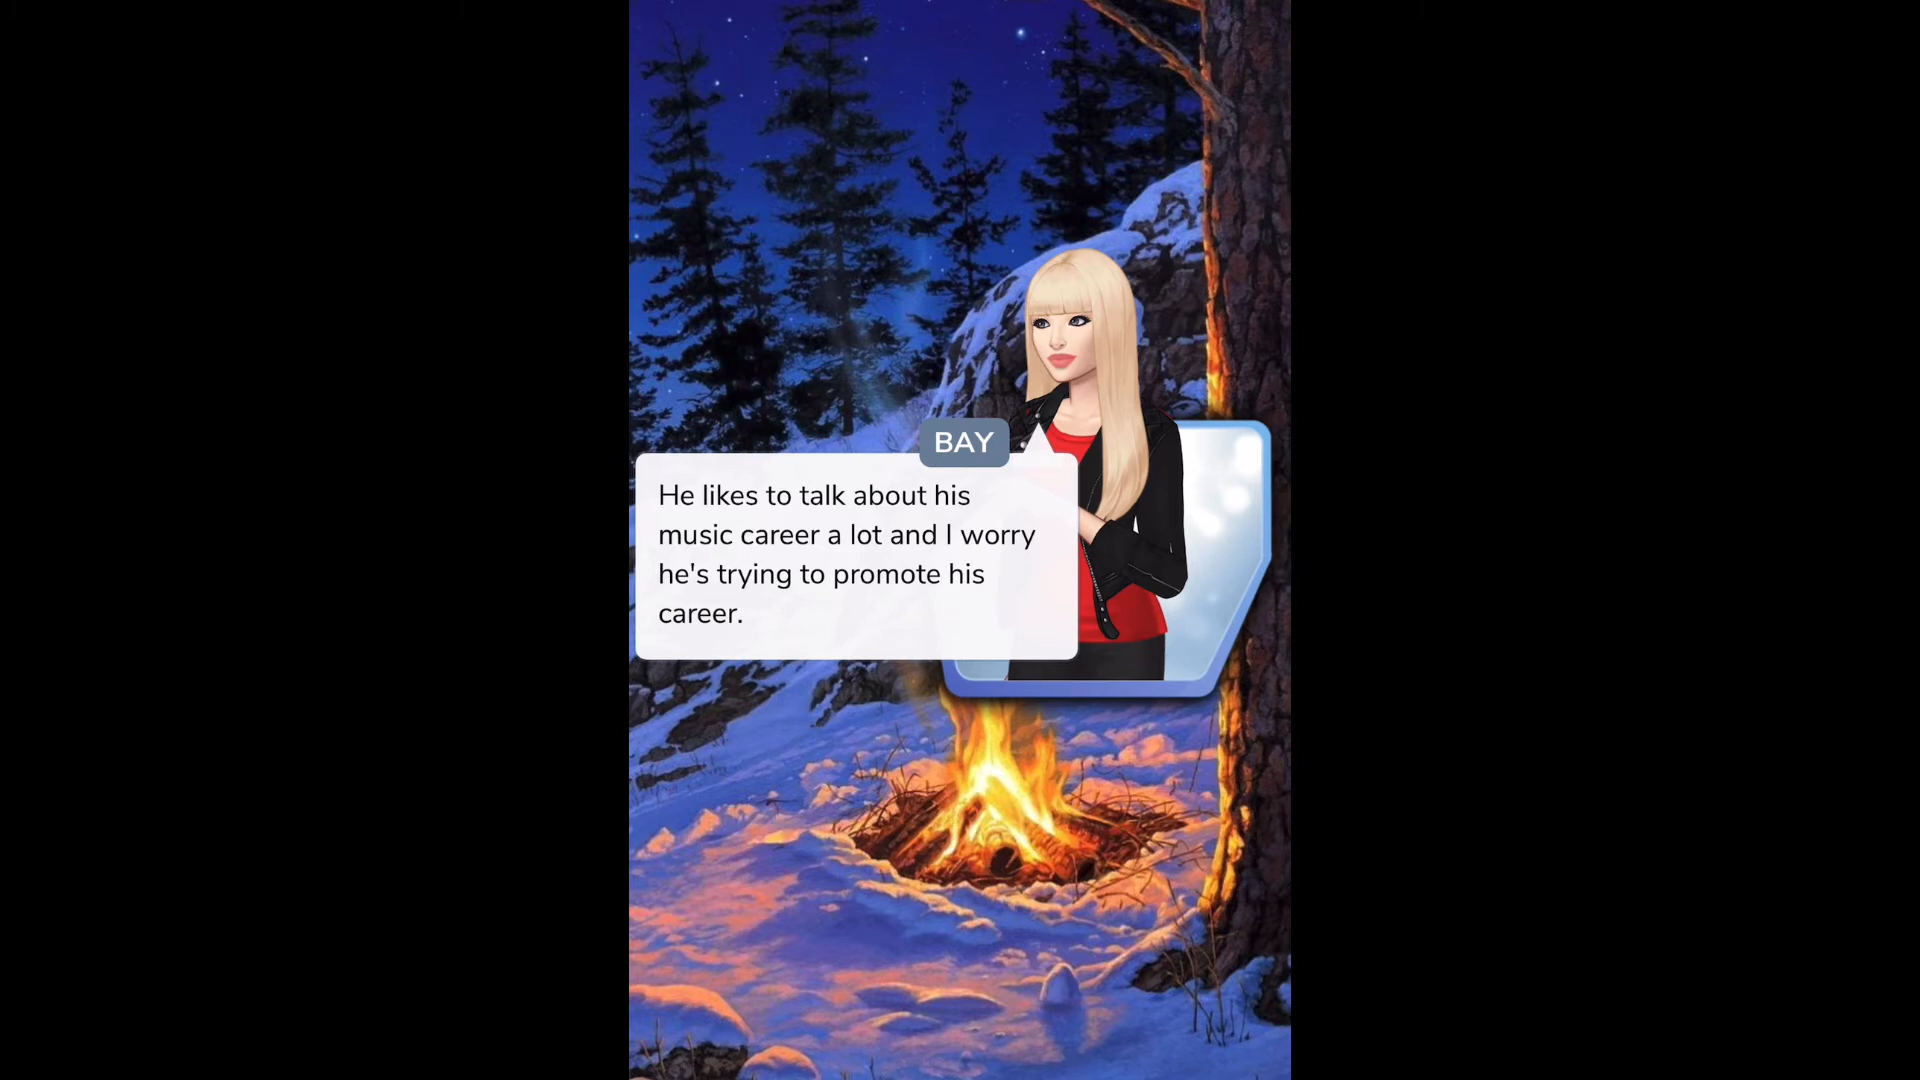 BAY
He likes to talk about his
music career a lot and I worry
he's trying to promote his
career.